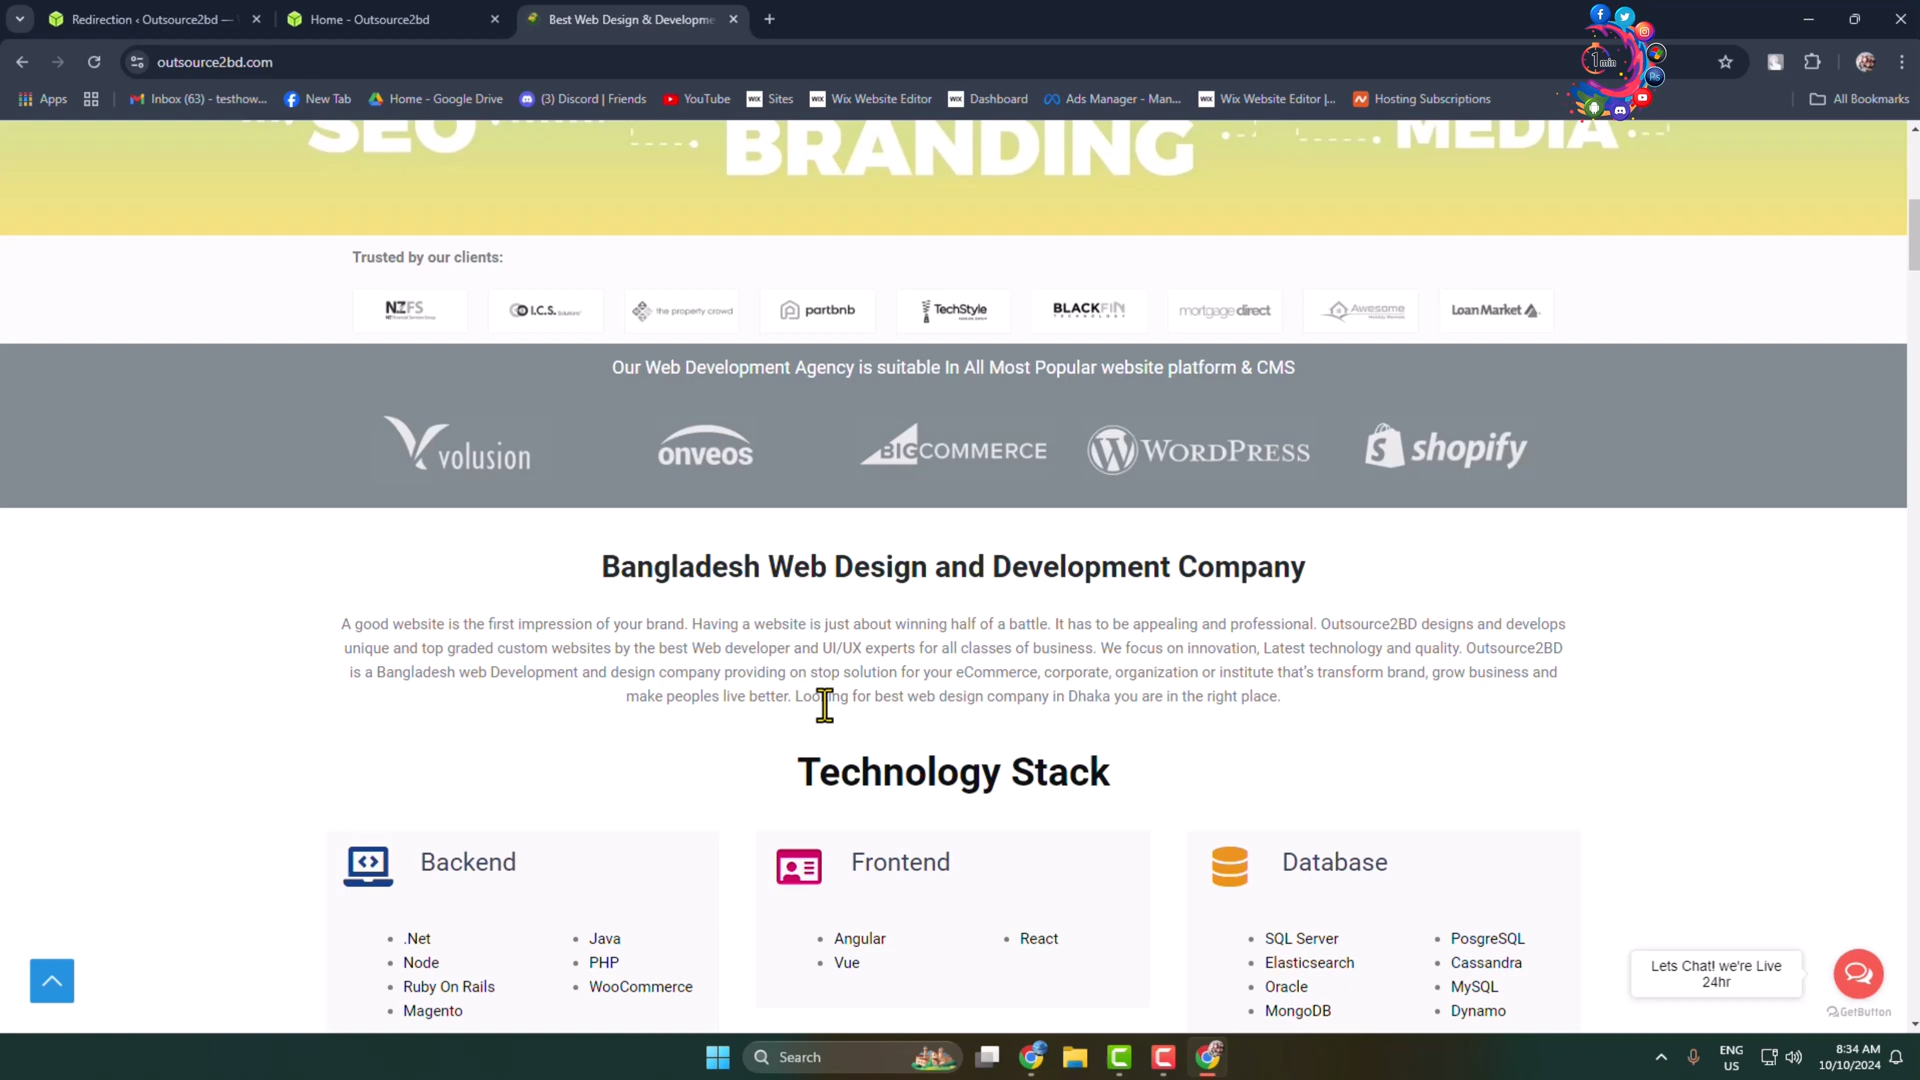 Redirection ‹ Outsource2bd —
Home - Outsource2bd
Best Web Design & Developme
outsource2bd.com
1min
Ps
Apps
Inbox (63) - testhow...
New Tab
Home - Google Drive
(3) Discord | Friends
YouTube
WIX Sites
WIX Wix Website Editor
WIX Dashboard
Ads Manager - Man...
WIX Wix Website Editor |...
Hosting Subscriptions
All Bookmarks
SEO
BRANDING
MEDIA
Trusted by our clients:
NZFS
I.C.S. Solutions
the property crowd
partbnb
TechStyle
BLACKFIN
TECHNOLOGY
mortgage direct
Awesome
Loan Market
Our Web Development Agency is suitable In All Most Popular website platform & CMS
volusion
onveos
BIGCOMMERCE
WORDPRESS
shopify
Bangladesh Web Design and Development Company
A good website is the first impression of your brand. Having a website is just about winning half of a battle. It has to be appealing and professional. Outsource2BD designs and develops
unique and top graded custom websites by the best Web developer and UI/UX experts for all classes of business. We focus on innovation, Latest technology and quality. Outsource2BD
is a Bangladesh web Development and design company providing on stop solution for your eCommerce, corporate, organization or institute that's transform brand, grow business and
make peoples live better. Looking for best web design company in Dhaka you are in the right place.
Technology Stack
Backend
.Net
Node
Ruby On Rails
Magento
Java
PHP
WooCommerce
Frontend
Angular
Vue
React
Database
SQL Server
Elasticsearch
Oracle
MongoDB
PosgreSQL
Cassandra
MySQL
Dynamo
Lets Chat! we're Live
24hr
GetButton
Search
ENG
US
8:34 AM
10/10/2024